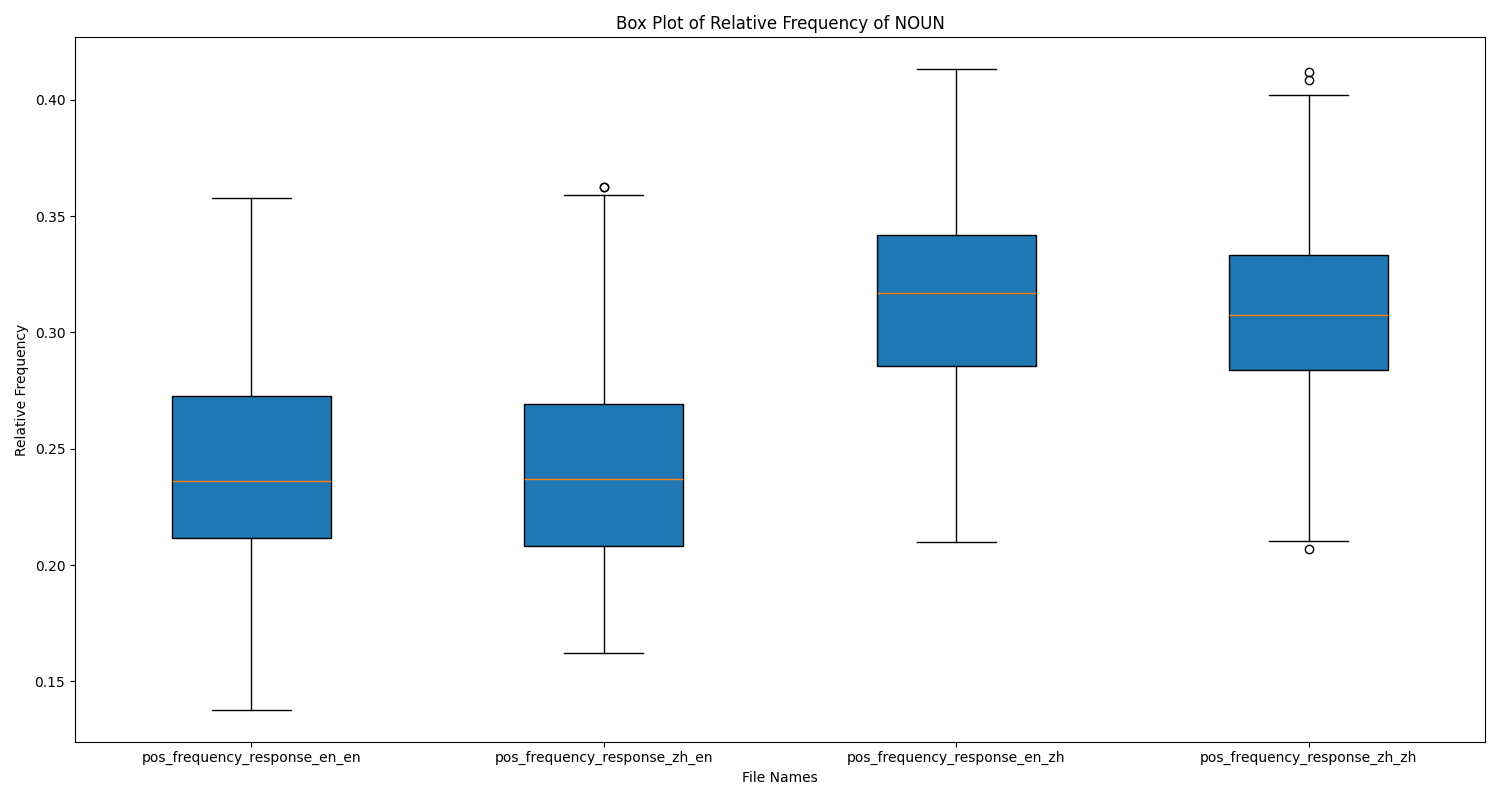 Box Plot of Relative Frequency of NOUN
Relative Frequency
0.40
0.35
0.30
0.25
0.20
0.15
pos_frequency_response_en_en
pos_frequency_response_zh_en
pos_frequency_response_en_zh
pos_frequency_response_zh_zh
File Names